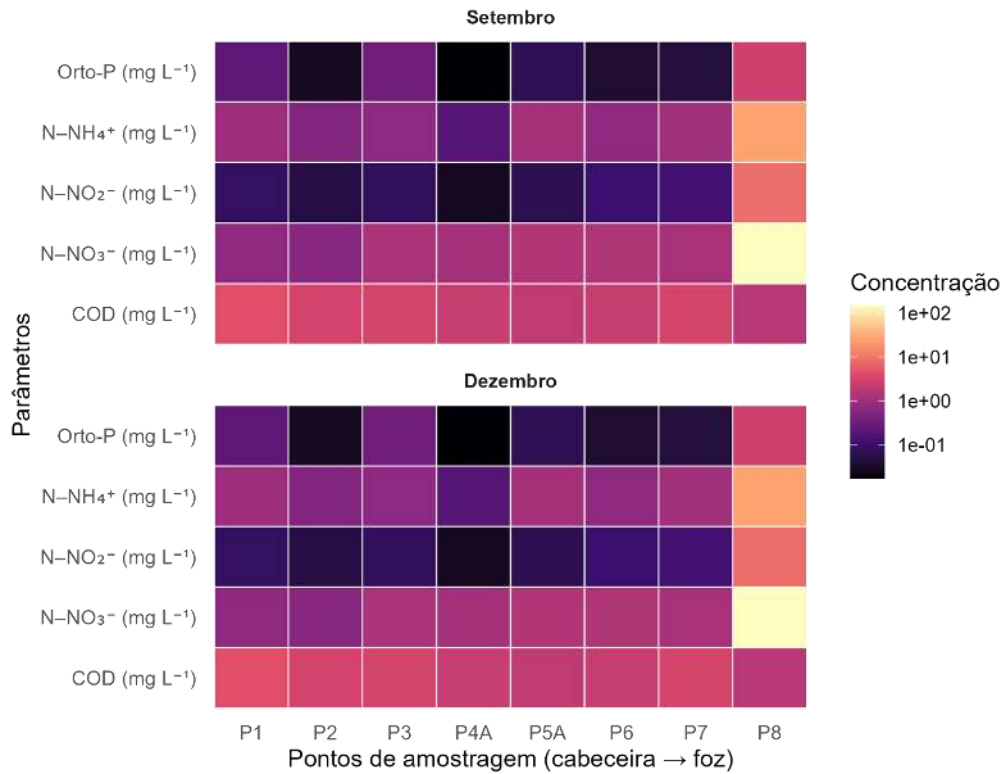 Setembro
Orto-P (mg L⁻¹)
N–NH₄⁺ (mg L⁻¹)
N–NO₂⁻ (mg L⁻¹)
N–NO₃⁻ (mg L⁻¹)
COD (mg L⁻¹)
Parâmetros
Concentração
1e+02
1e+01
1e+00
1e-01
Dezembro
Orto-P (mg L⁻¹)
N–NH₄⁺ (mg L⁻¹)
N–NO₂⁻ (mg L⁻¹)
N–NO₃⁻ (mg L⁻¹)
COD (mg L⁻¹)
P1 P2 P3 P4A P5A P6 P7 P8
Pontos de amostragem (cabeceira → foz)